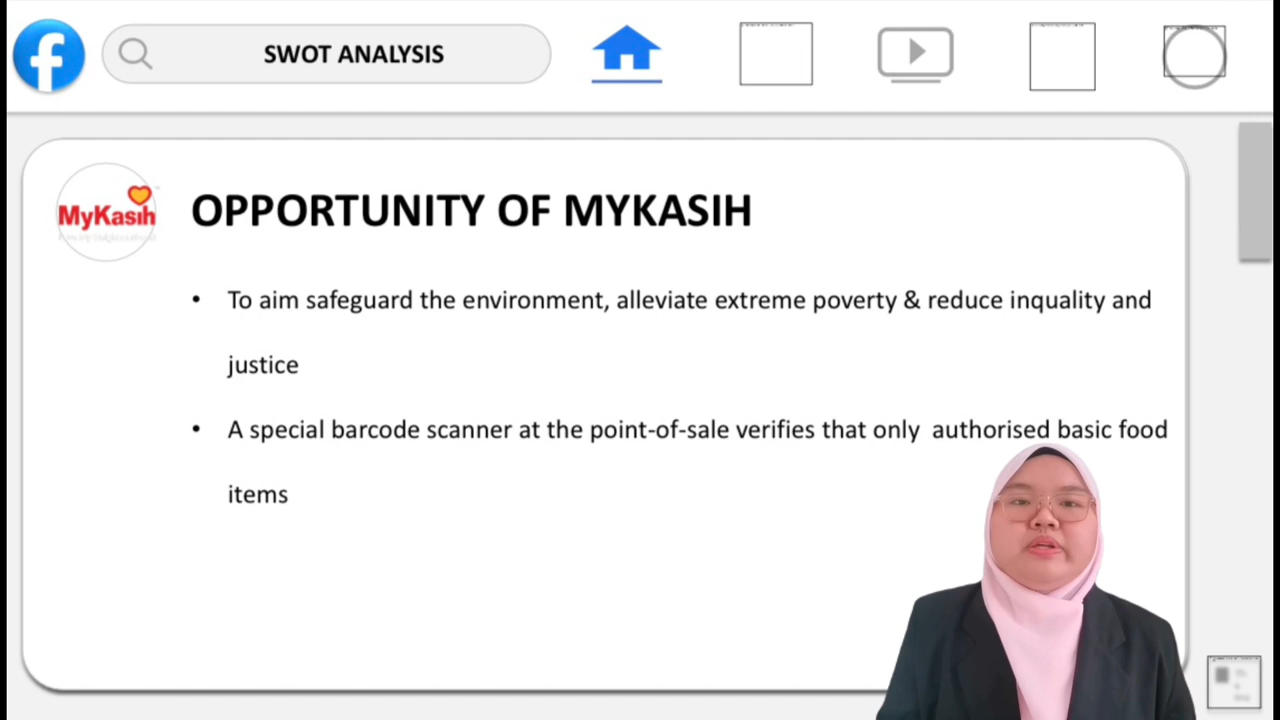 SWOT ANALYSIS
MyKasih
OPPORTUNITY OF MYKASIH
• To aim safeguard the environment, alleviate extreme poverty & reduce inquality and
justice
• A special barcode scanner at the point-of-sale verifies that only authorised basic food
items